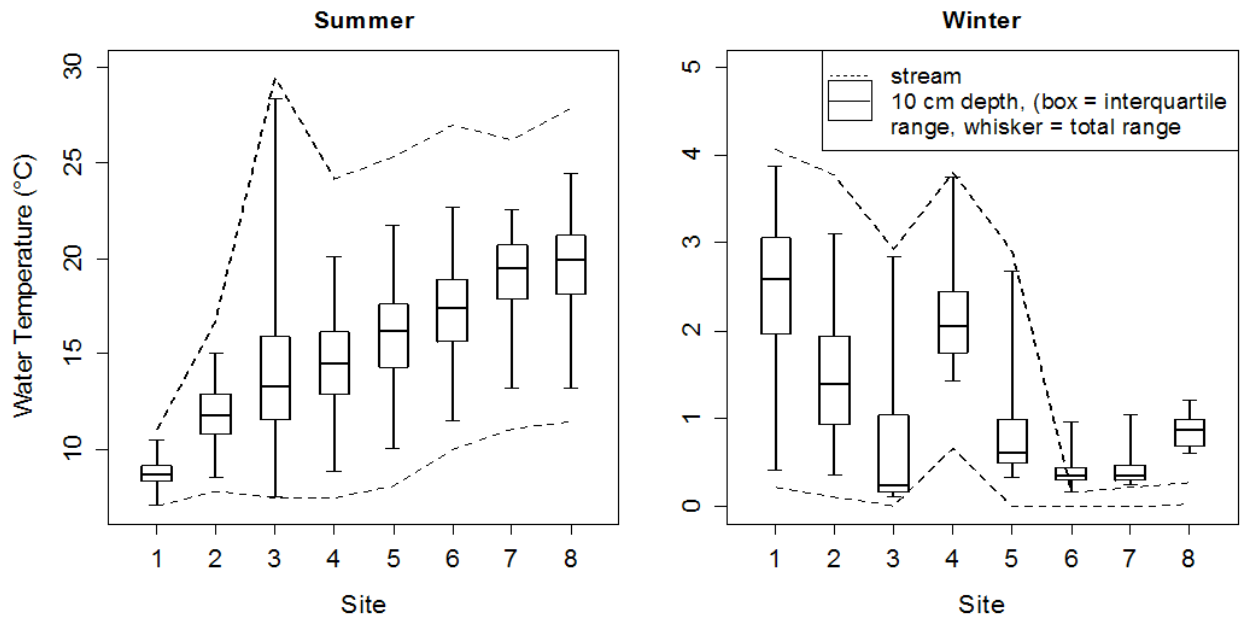 Summer
Water Temperature (°C)
30
25
20
15
10
1 2 3 4 5 6 7 8
Site
Winter
stream
10 cm depth, (box = interquartile
range, whisker = total range
5
4
3
2
1
0
1 2 3 4 5 6 7 8
Site